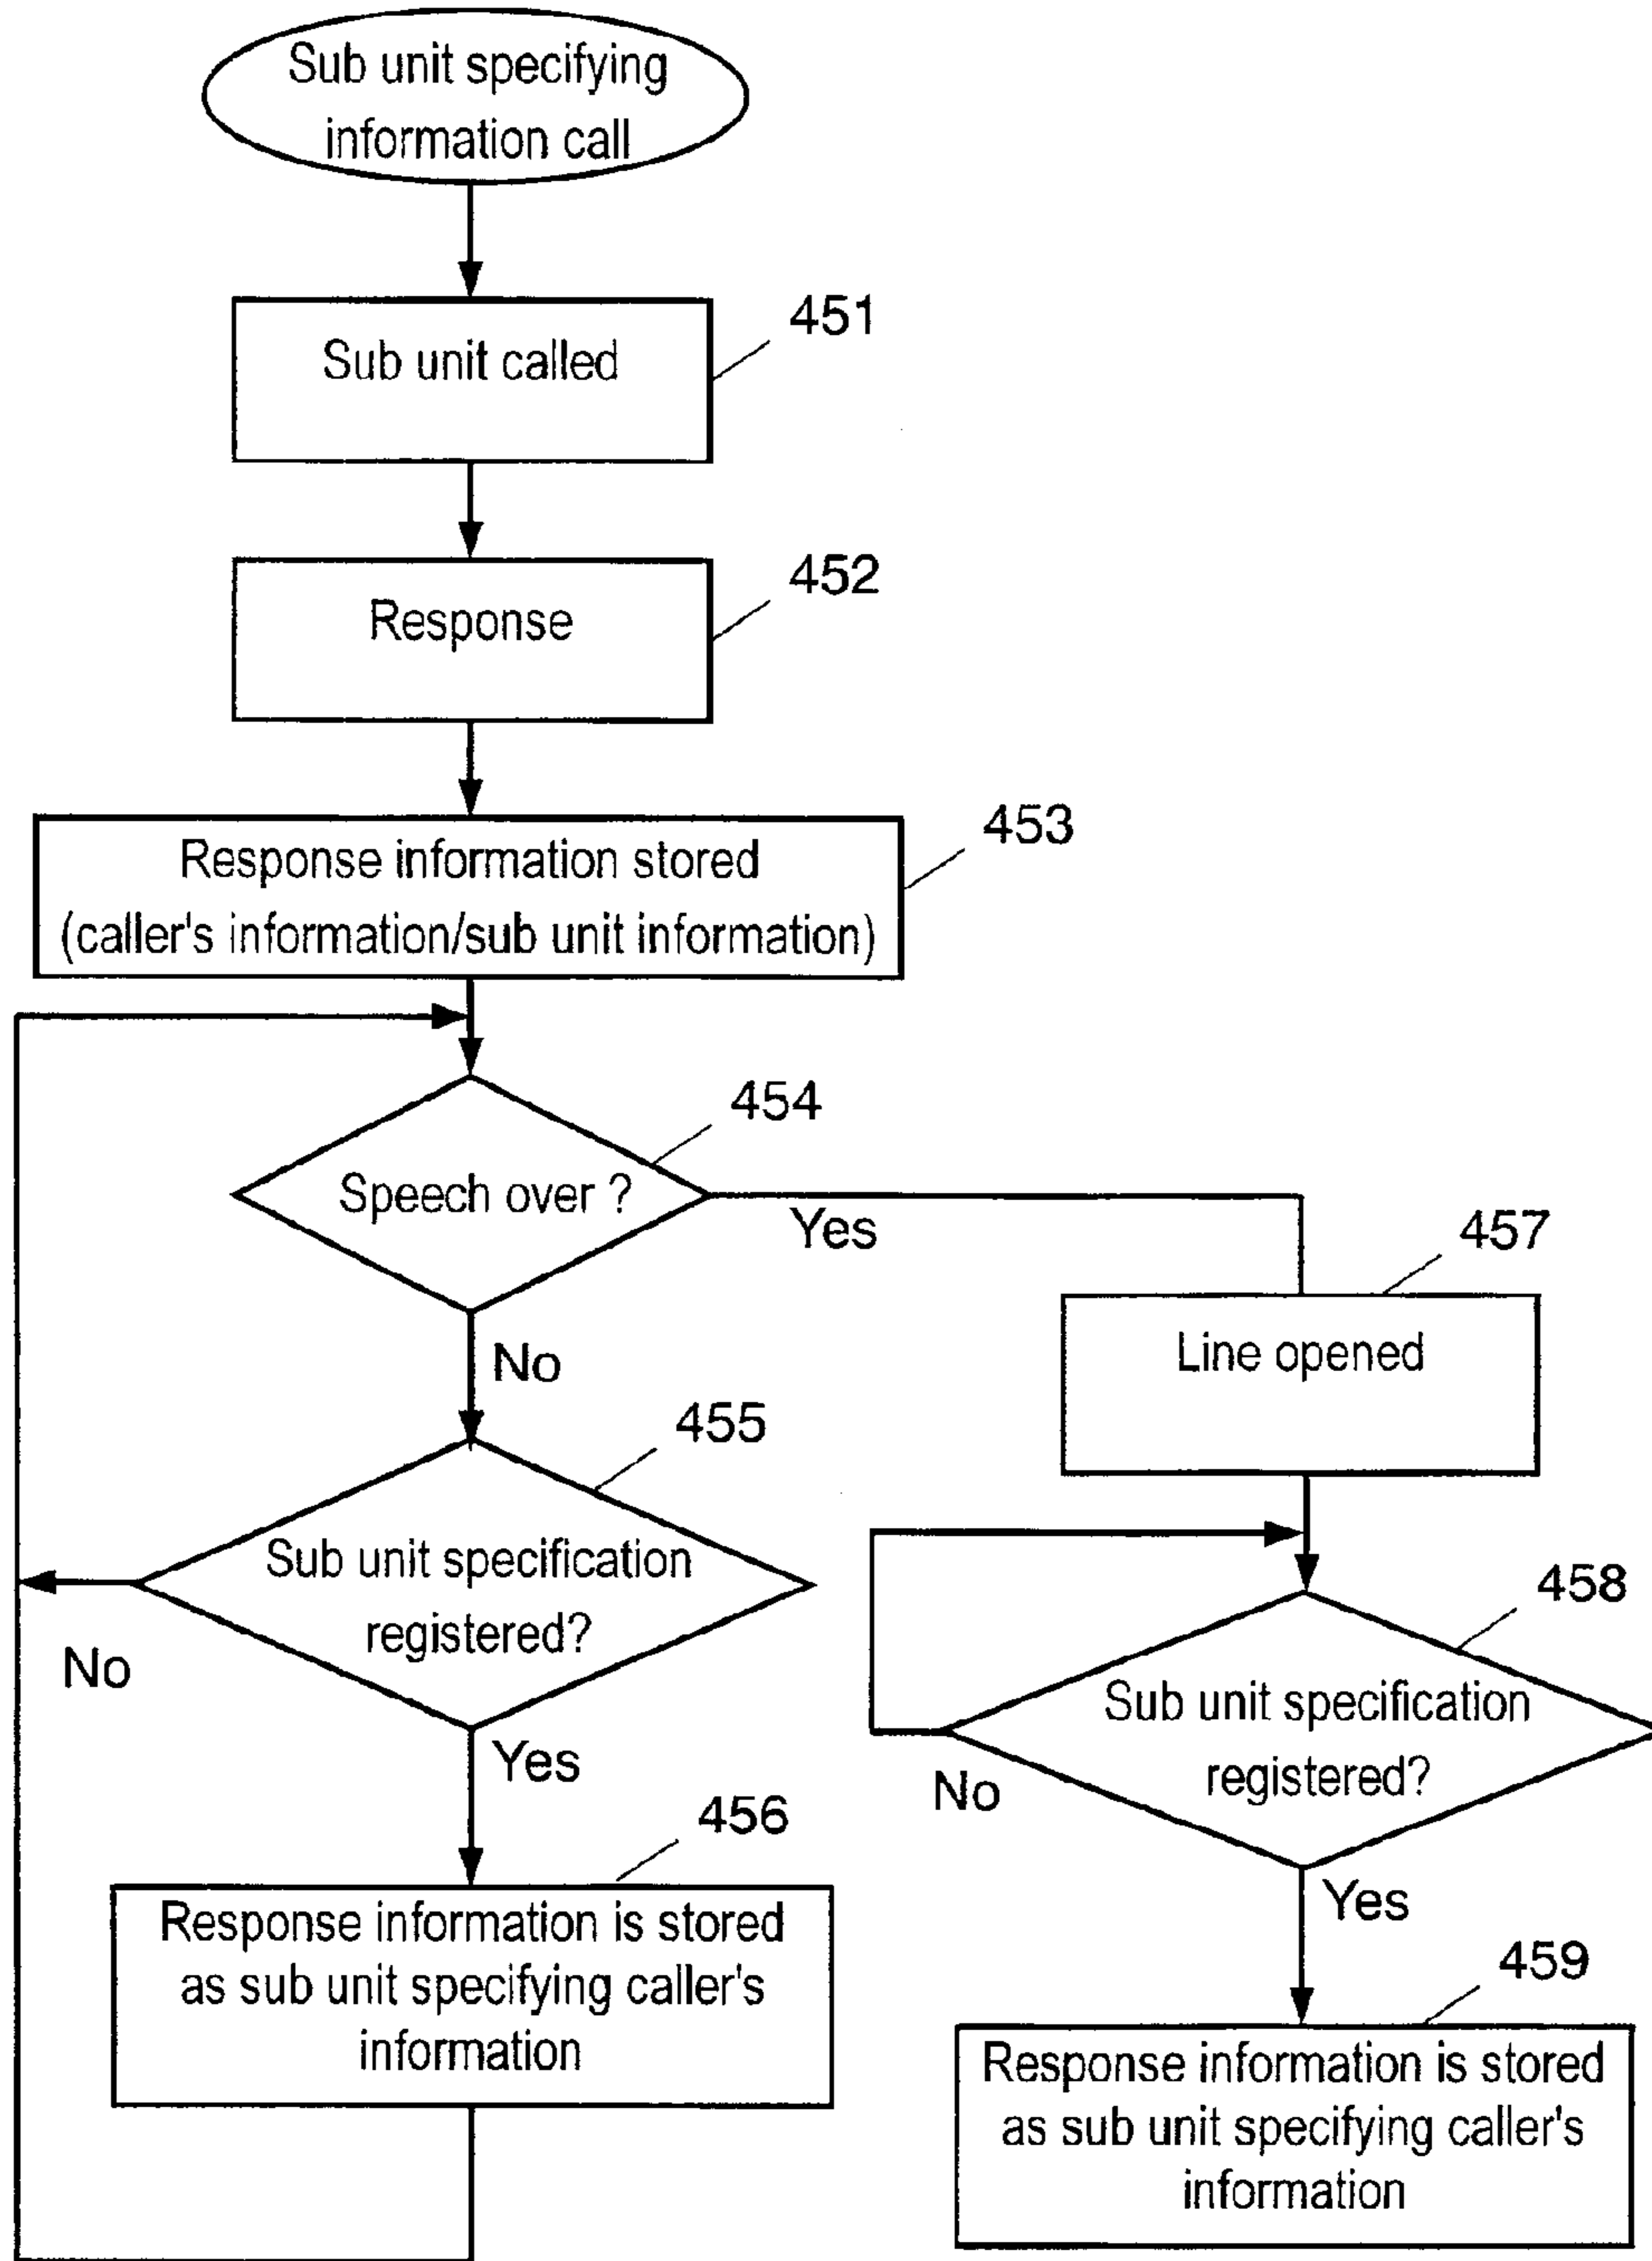 Sub unit specifying
information call
451
Sub unit called
452
Response
453
Response information stored
(caller's information/sub unit information)
454
Speech over ?
Yes
No
457
Line opened
455
Sub unit specification
registered?
No
Yes
458
Sub unit specification
registered?
No
Yes
456
Response information is stored
as sub unit specifying caller's
information
459
Response information is stored
as sub unit specifying caller's
information